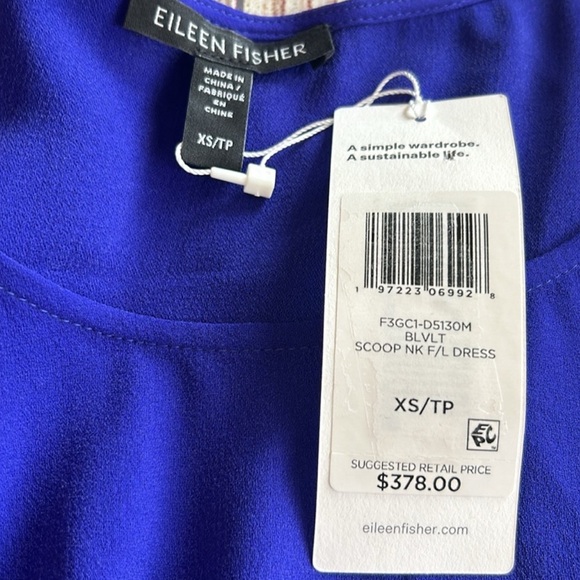 EILEEN FISHER
MADE IN
CHINA/
FABRIQUÉ
EN
CHINE
XS/TP
A simple wardrobe.
A sustainable life.
1 97223 06992 8
F3GC1-D5130M
BLVLT
SCOOP NK F/L DRESS
XS/TP
EPC
SUGGESTED RETAIL PRICE
$378.00
eileenfisher.com